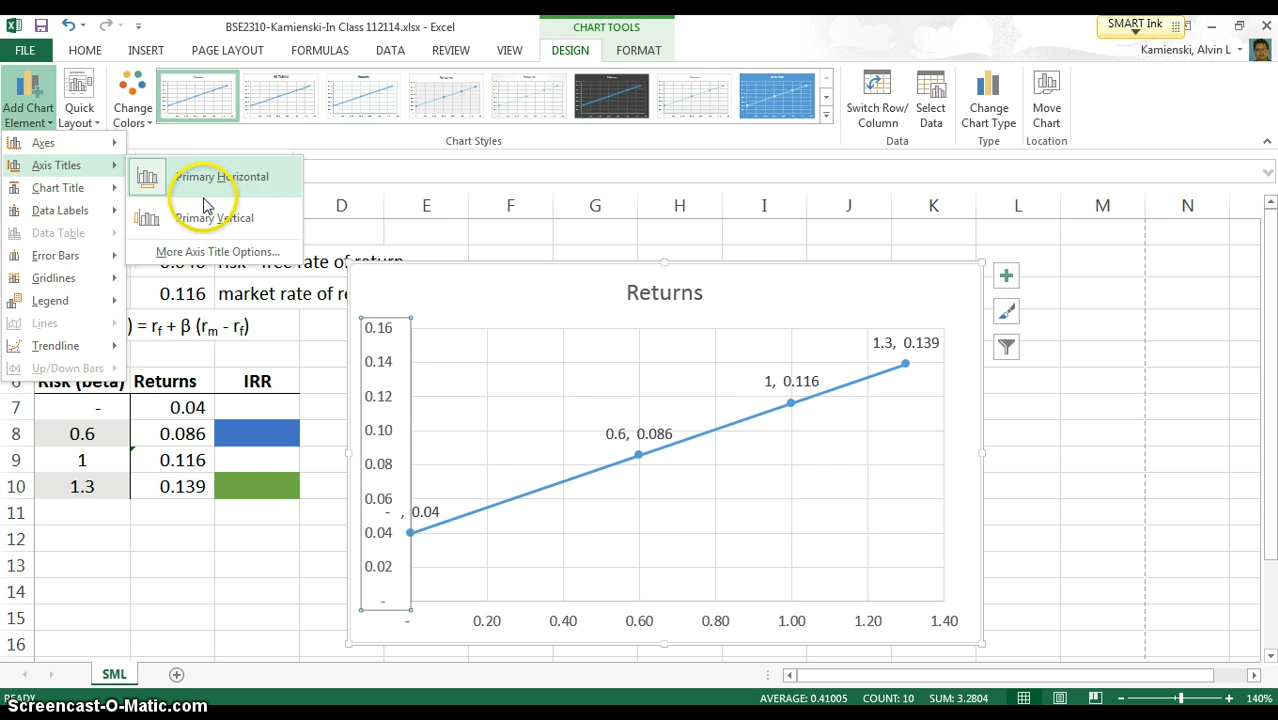 BSE2310-Kamienski-In Class 112114.xlsx - Excel
CHART TOOLS
SMART Ink
FILE HOME INSERT PAGE LAYOUT FORMULAS DATA REVIEW VIEW DESIGN FORMAT
Kamienski, Alvin L
Add Chart Element
Quick Layout
Change Colors
Switch Row/ Column
Select Data
Change Chart Type
Move Chart
Chart Styles
Data
Type
Location
Axes
Axis Titles
Chart Title
Data Labels
Data Table
Error Bars
Gridlines
Legend
Lines
Trendline
Up/Down Bars
Primary Horizontal
Primary Vertical
More Axis Title Options...
D E F G H I J K L M N
risk - free rate of return
0.116 market rate of re
) = rf + β (rm - rf)
Risk (beta) Returns IRR
7 - 0.04
8 0.6 0.086
9 1 0.116
10 1.3 0.139
11
12
13
14
15
16
Returns
0.16
0.14
0.12
0.10
0.08
0.06
0.04
0.02
-
1.3, 0.139
1, 0.116
0.6, 0.086
- , 0.04
- 0.20 0.40 0.60 0.80 1.00 1.20 1.40
SML
READY
AVERAGE: 0.41005 COUNT: 10 SUM: 3.2804
140%
Screencast-O-Matic.com